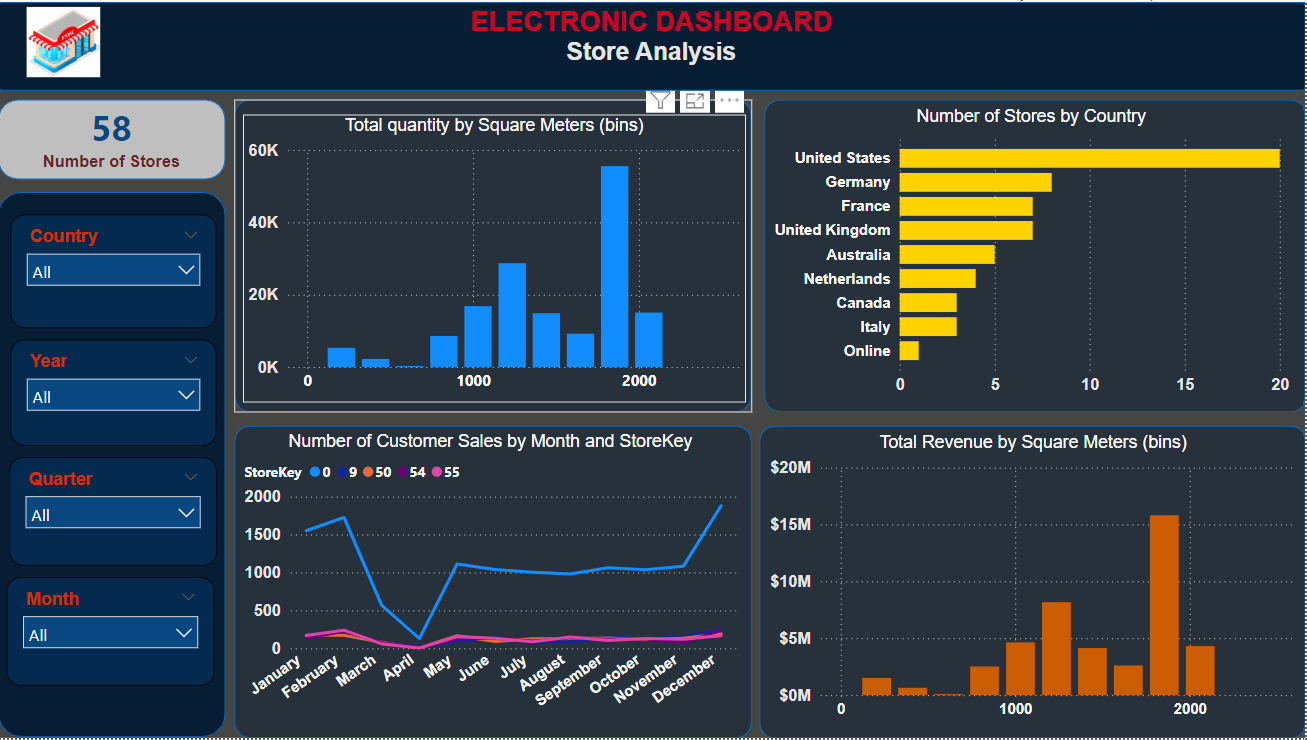 ELECTRONIC DASHBOARD
Store Analysis
58
Number of Stores
Country
All
Year
All
Quarter
All
Month
All
Total quantity by Square Meters (bins)
60K
40K
20K
0K
0
1000
2000
Number of Stores by Country
United States
Germany
France
United Kingdom
Australia
Netherlands
Canada
Italy
Online
0
5
10
15
20
Number of Customer Sales by Month and StoreKey
StoreKey 0 9 50 54 55
2000
1500
1000
500
0
January
February
March
April
May
June
July
August
September
October
November
December
Total Revenue by Square Meters (bins)
$20M
$15M
$10M
$5M
$0M
0
1000
2000